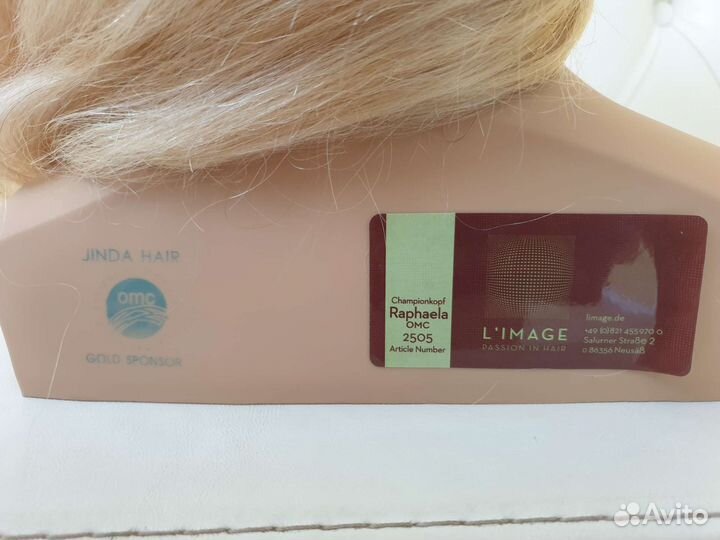 JINDA HAIR
omc
GOLD SPONSOR
Championkopf
Raphaela
OMC
2505
Article Number
L'IMAGE
PASSION IN HAIR
limage.de
+49 (0)821 455970 0
Salurner Straße 2
D 86356 Neusäß
Avito